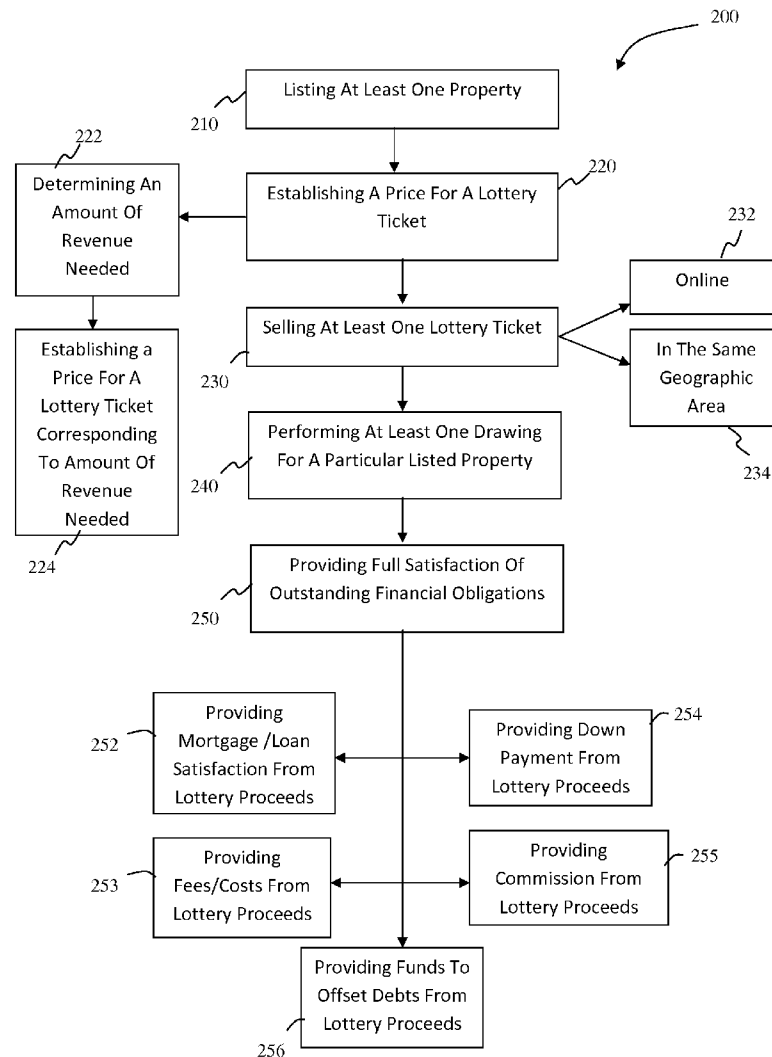 200
Listing At Least One Property
210
222
Determining An
Amount Of
Revenue
Needed
Establishing A Price For A Lottery
Ticket
220
232
Online
Selling At Least One Lottery Ticket
230
Establishing a
Price For A
Lottery Ticket
Corresponding
To Amount Of
Revenue
Needed
224
In The Same
Geographic
Area
234
Performing At Least One Drawing
For A Particular Listed Property
240
Providing Full Satisfaction Of
Outstanding Financial Obligations
250
Providing
Mortgage /Loan
Satisfaction From
Lottery Proceeds
252
Providing Down
Payment From
Lottery Proceeds
254
Providing
Fees/Costs From
Lottery Proceeds
253
Providing
Commission From
Lottery Proceeds
255
Providing Funds To
Offset Debts From
Lottery Proceeds
256